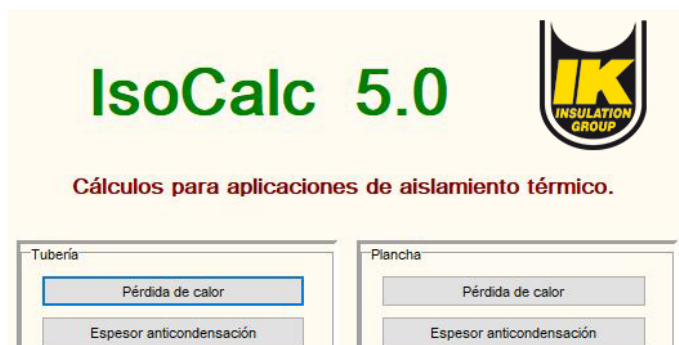 IsoCalc 5.0
IK
INSULATION
GROUP
Cálculos para aplicaciones de aislamiento térmico.
Tubería
Pérdida de calor
Espesor anticondensación
Plancha
Pérdida de calor
Espesor anticondensación